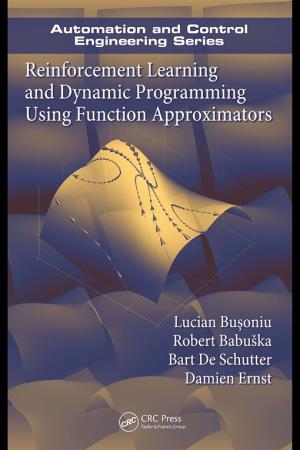 Automation and Control
Engineering Series
Reinforcement Learning
and Dynamic Programming
Using Function Approximators
Lucian Buşoniu
Robert Babuška
Bart De Schutter
Damien Ernst
CRC Press
Taylor & Francis Group